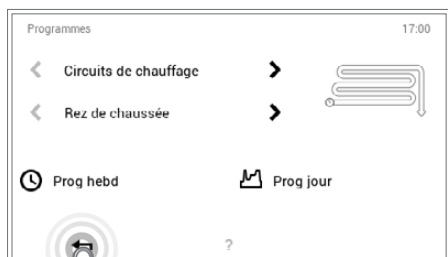 Programmes 17:00
Circuits de chauffage
Rez de chaussée
Prog hebd Prog jour
?